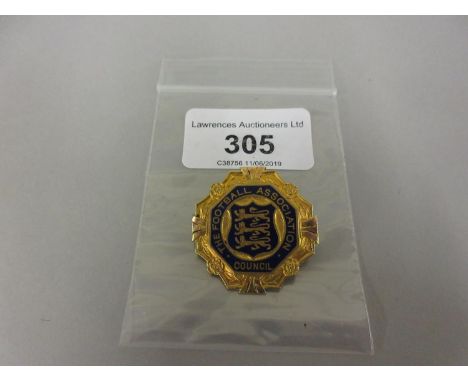 Lawrences Auctioneers Ltd
305
C38756 11/06/2019
THE FOOTBALL ASSOCIATION
COUNCIL